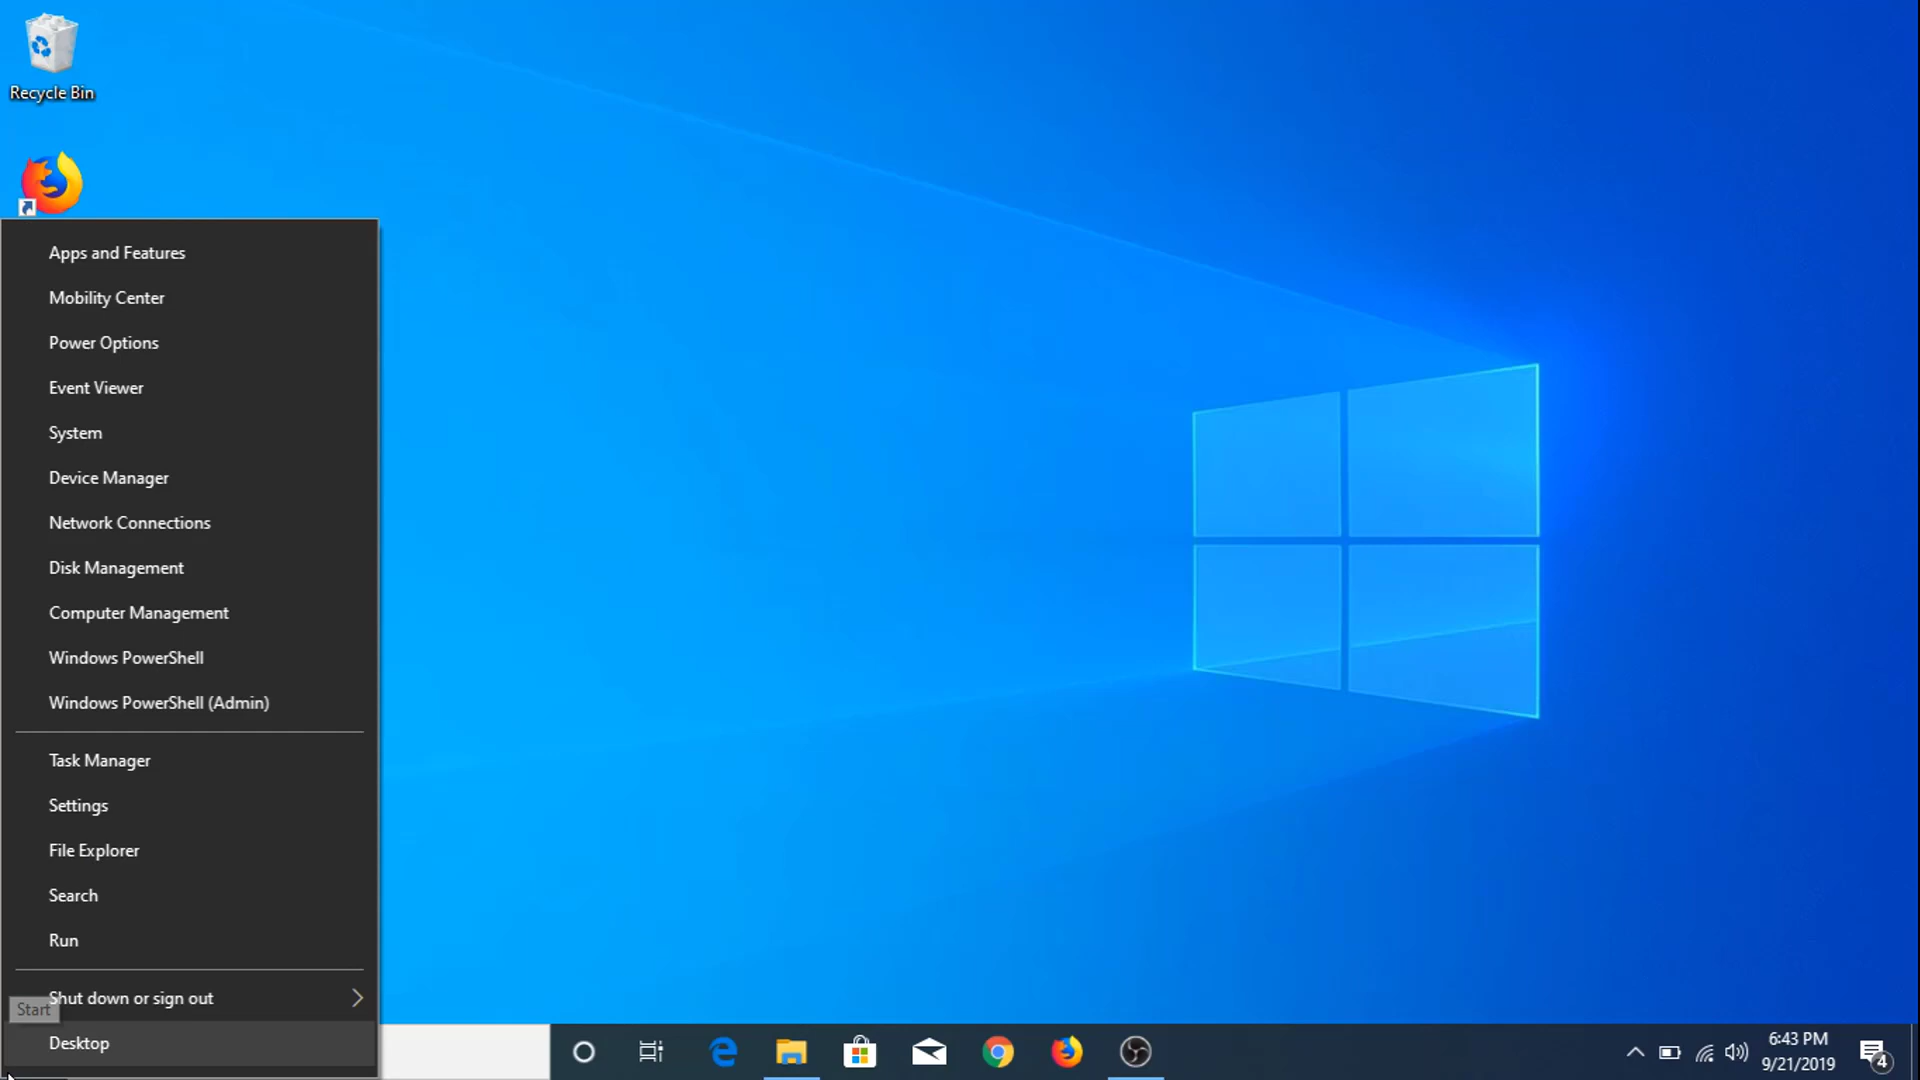 Recycle Bin
Apps and Features
Mobility Center
Power Options
Event Viewer
System
Device Manager
Network Connections
Disk Management
Computer Management
Windows PowerShell
Windows PowerShell (Admin)
Task Manager
Settings
File Explorer
Search
Run
Shut down or sign out
Start
Desktop
6:43 PM
9/21/2019
4